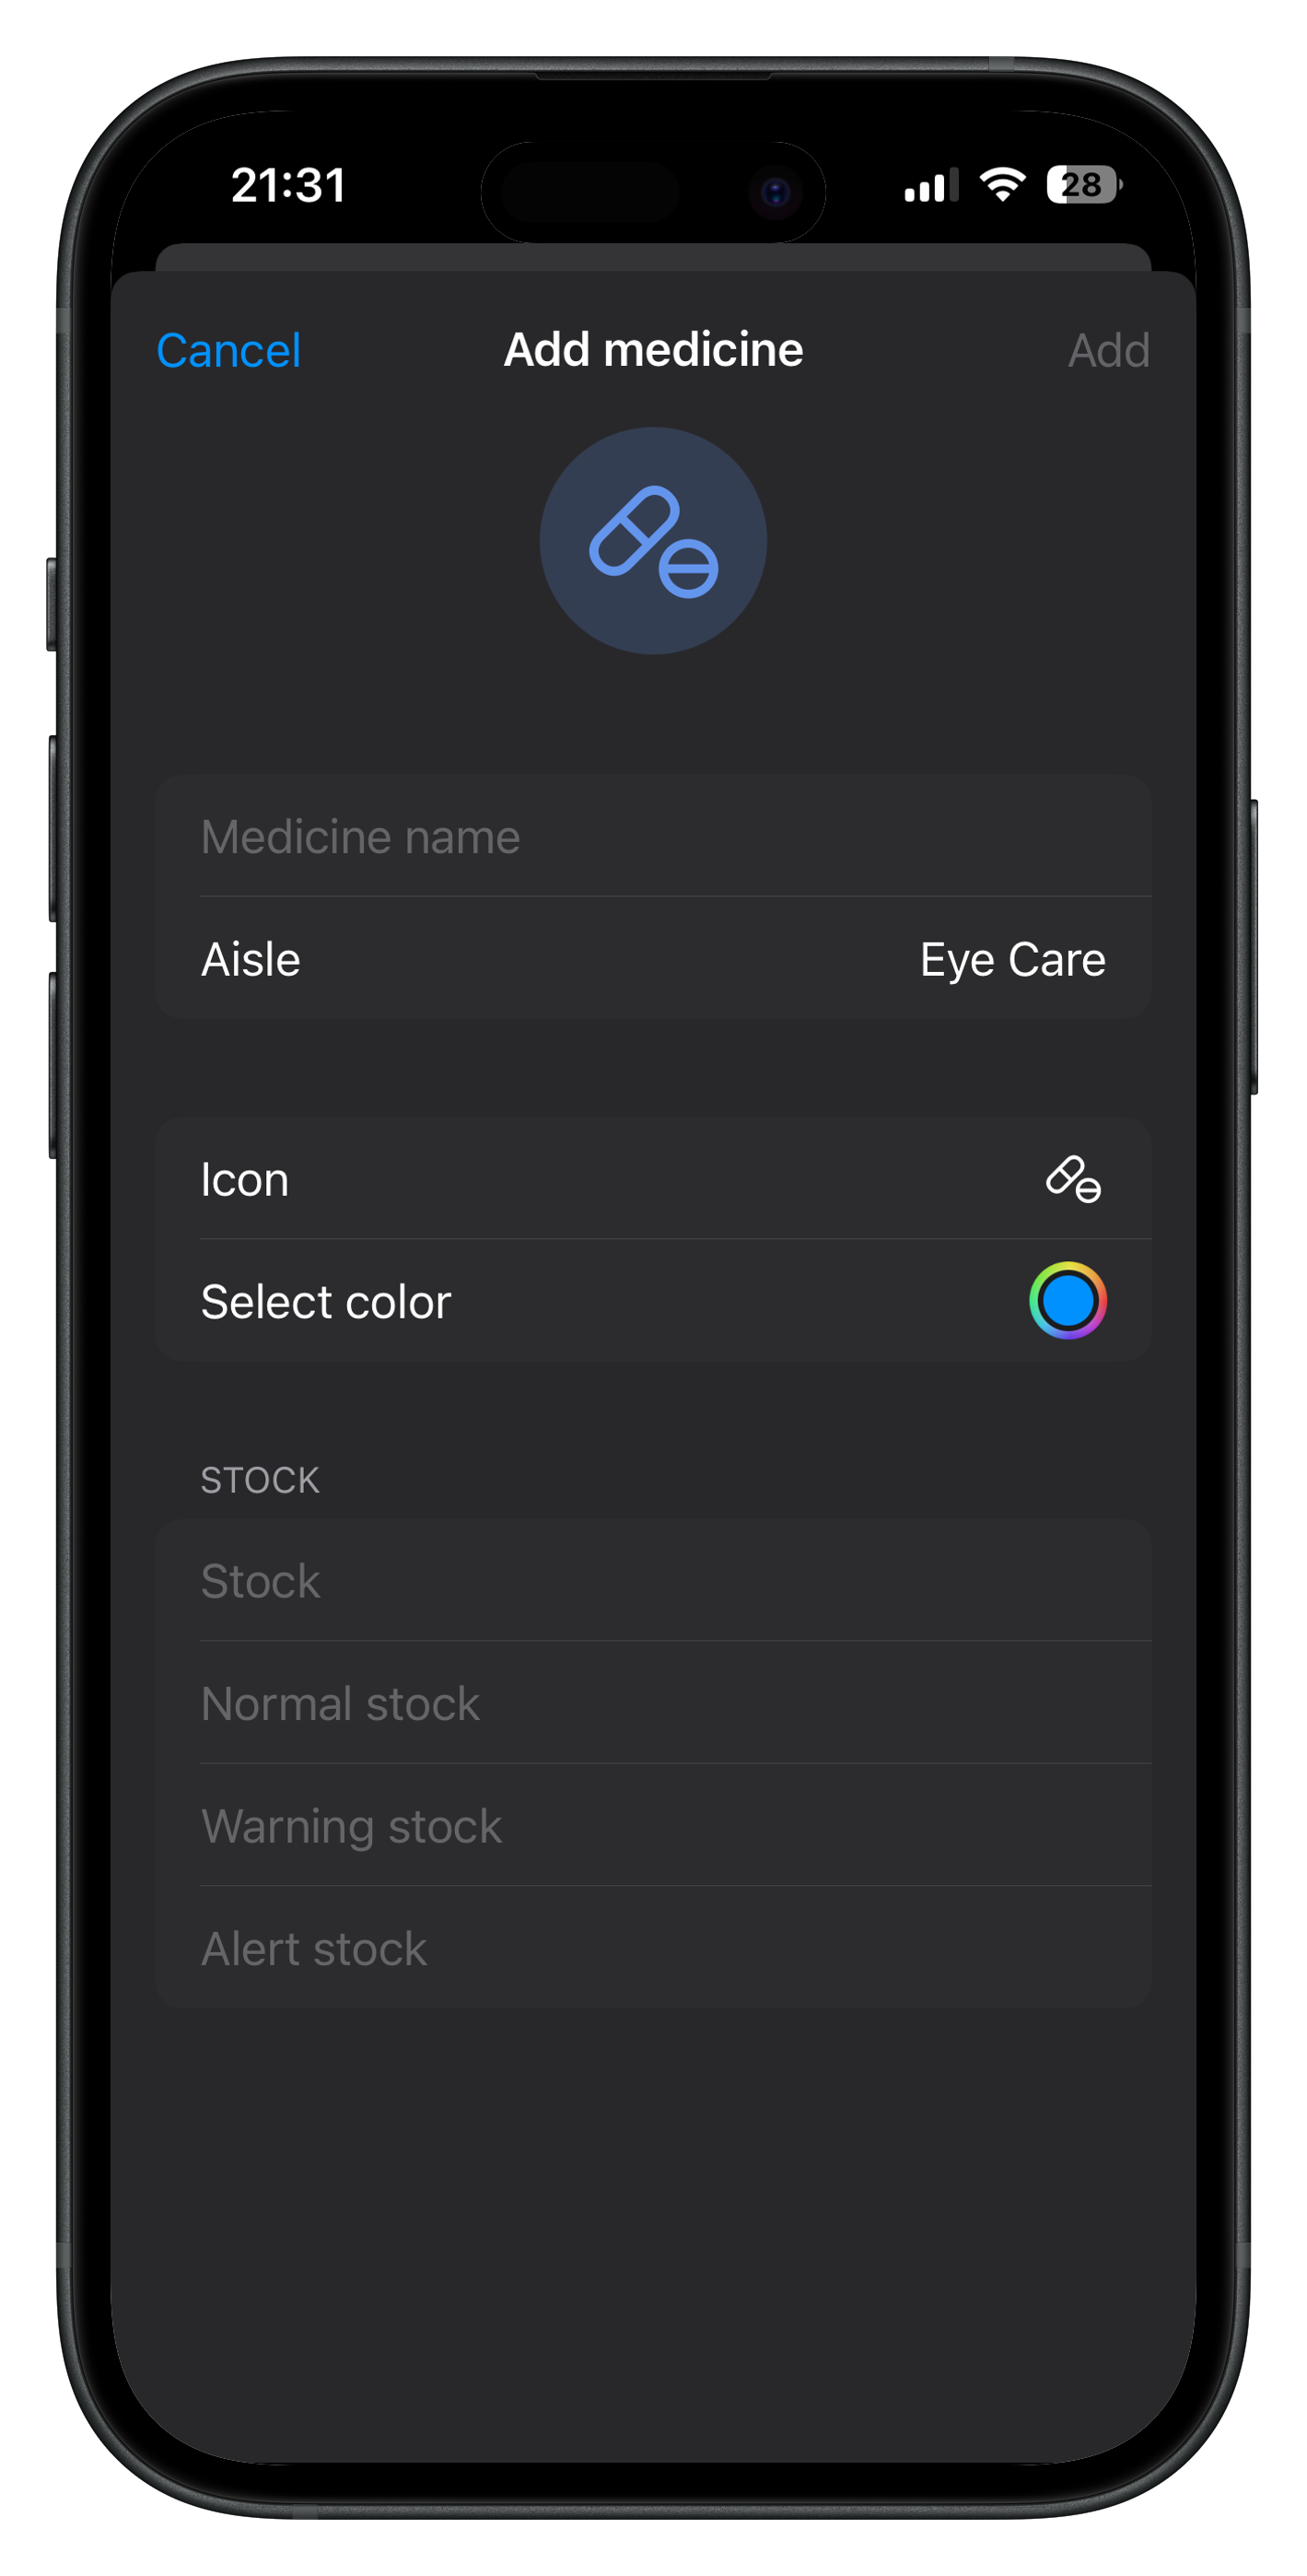 21:31
28
Cancel
Add medicine
Add
Medicine name
Aisle
Eye Care
Icon
Select color
STOCK
Stock
Normal stock
Warning stock
Alert stock